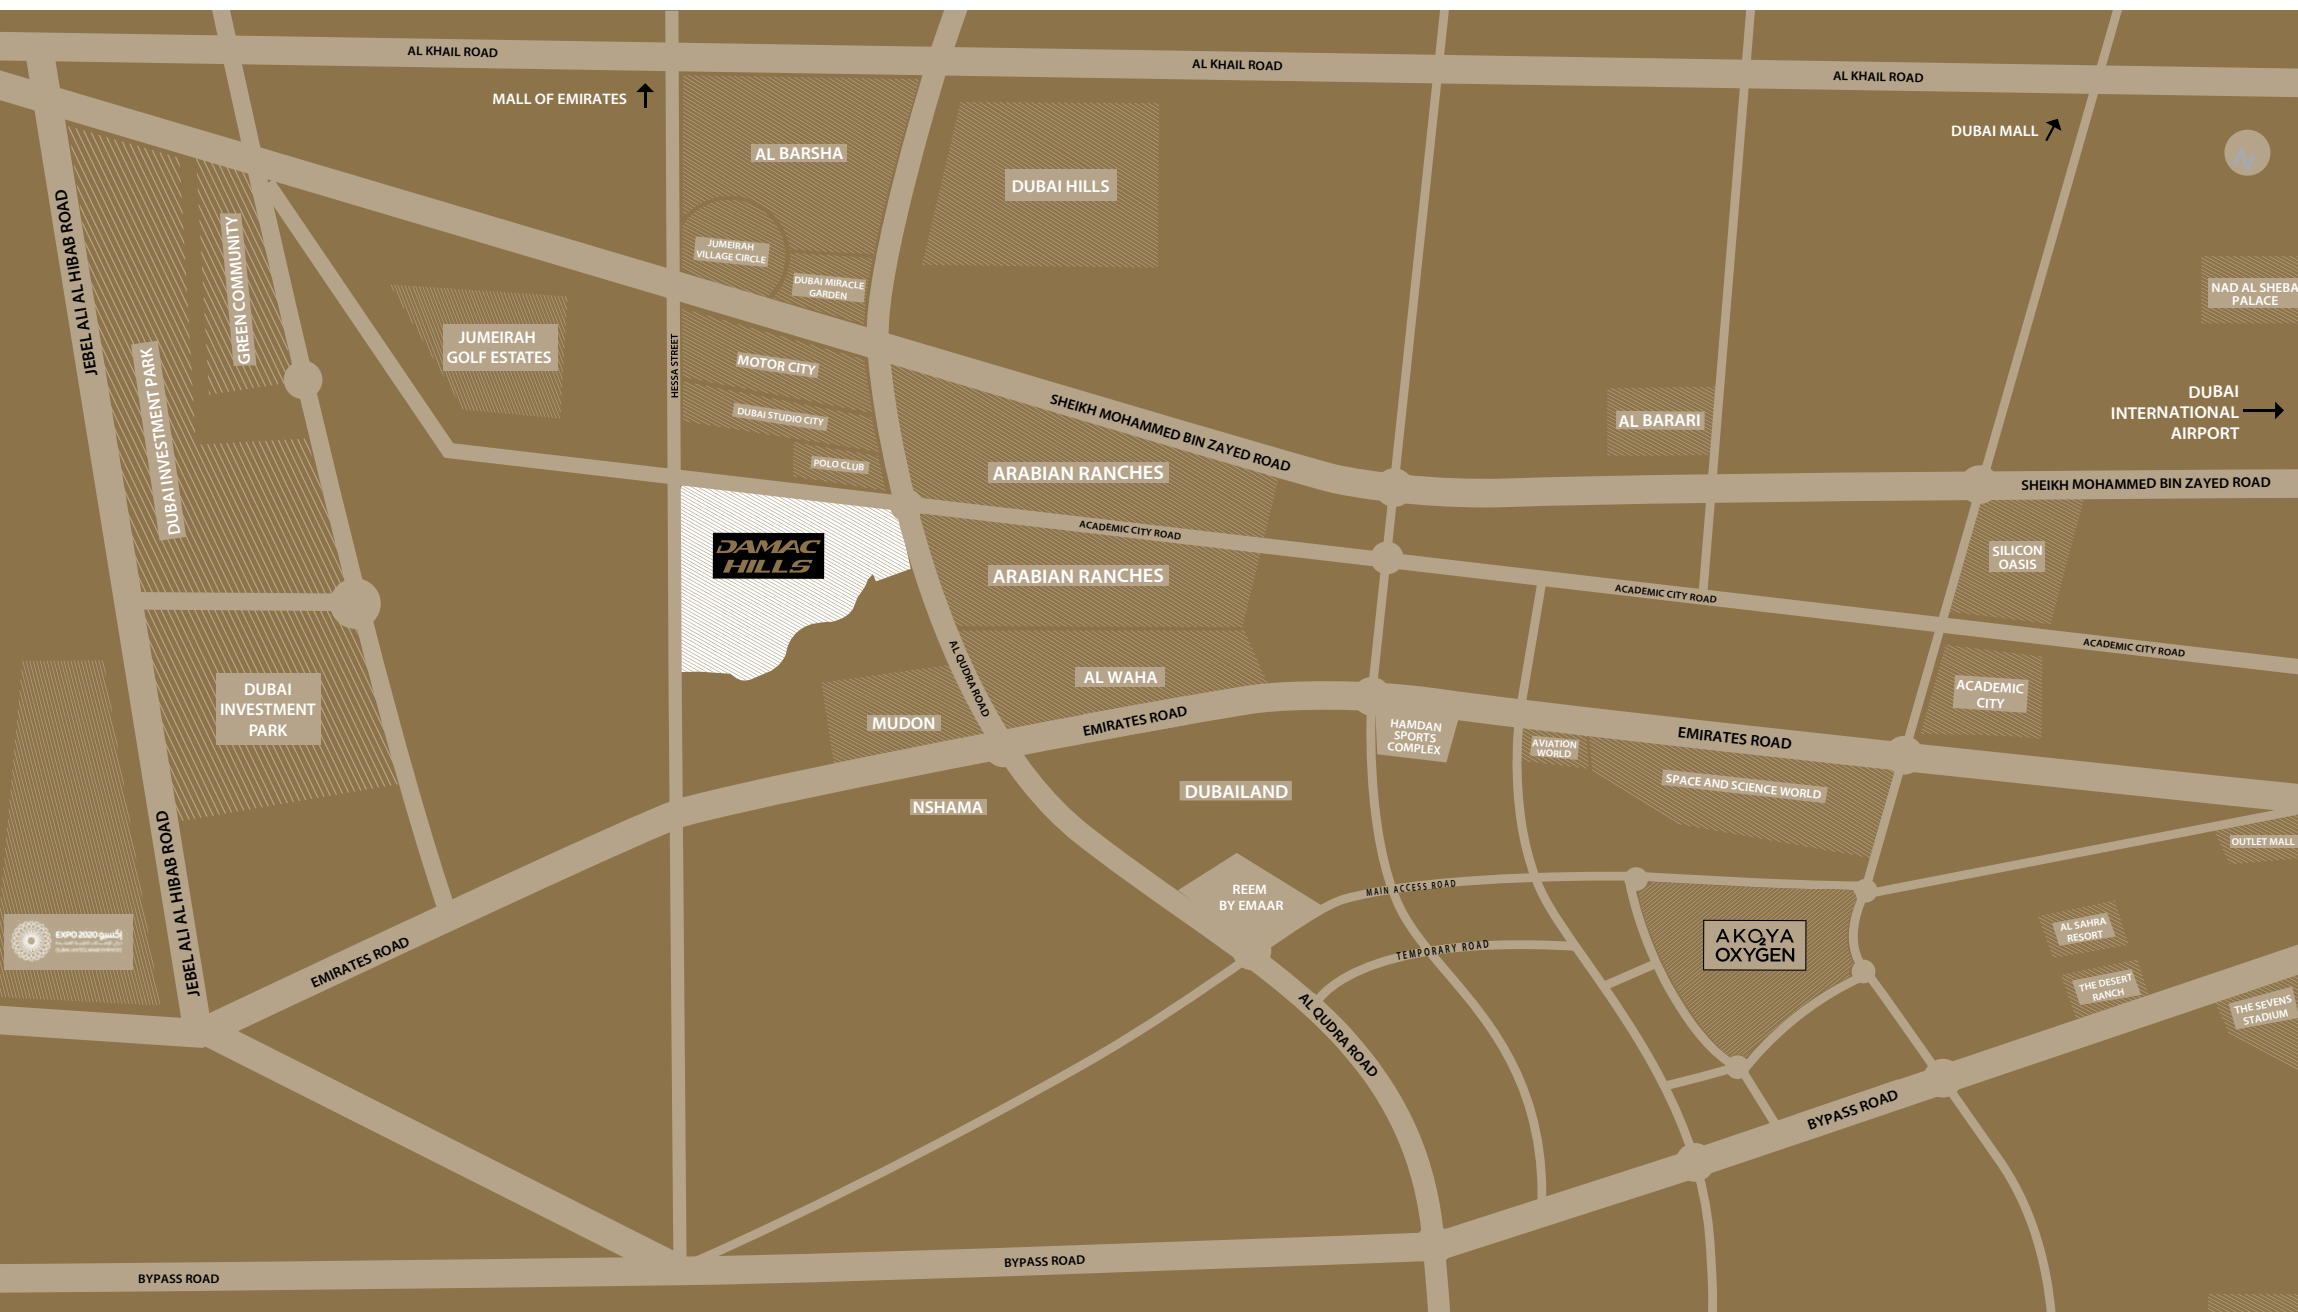 AL KHAIL ROAD
AL KHAIL ROAD
AL KHAIL ROAD
MALL OF EMIRATES
DUBAI MALL
N
AL BARSHA
DUBAI HILLS
JEBEL ALI AL HIBAB ROAD
GREEN COMMUNITY
JUMEIRAH
VILLAGE CIRCLE
DUBAI MIRACLE
GARDEN
NAD AL SHEBA
PALACE
JUMEIRAH
GOLF ESTATES
HESSA STREET
MOTOR CITY
DUBAI STUDIO CITY
POLO CLUB
DUBAI INVESTMENT PARK
SHEIKH MOHAMMED BIN ZAYED ROAD
AL BARARI
DUBAI
INTERNATIONAL
AIRPORT
ARABIAN RANCHES
SHEIKH MOHAMMED BIN ZAYED ROAD
ACADEMIC CITY ROAD
DAMAC
HILLS
ARABIAN RANCHES
ACADEMIC CITY ROAD
SILICON
OASIS
ACADEMIC CITY ROAD
AL QUDRA ROAD
AL WAHA
ACADEMIC
CITY
DUBAI
INVESTMENT
PARK
MUDON
EMIRATES ROAD
HAMDAN
SPORTS
COMPLEX
AVIATION
WORLD
EMIRATES ROAD
SPACE AND SCIENCE WORLD
DUBAILAND
NSHAMA
OUTLET MALL
JEBEL ALI AL HIBAB ROAD
REEM
BY EMAAR
MAIN ACCESS ROAD
TEMPORARY ROAD
AKO2YA
OXYGEN
AL SAHRA
RESORT
THE DESERT
RANCH
THE SEVENS
STADIUM
EXPO 2020 إكسبو
EMIRATES ROAD
AL QUDRA ROAD
BYPASS ROAD
BYPASS ROAD
BYPASS ROAD